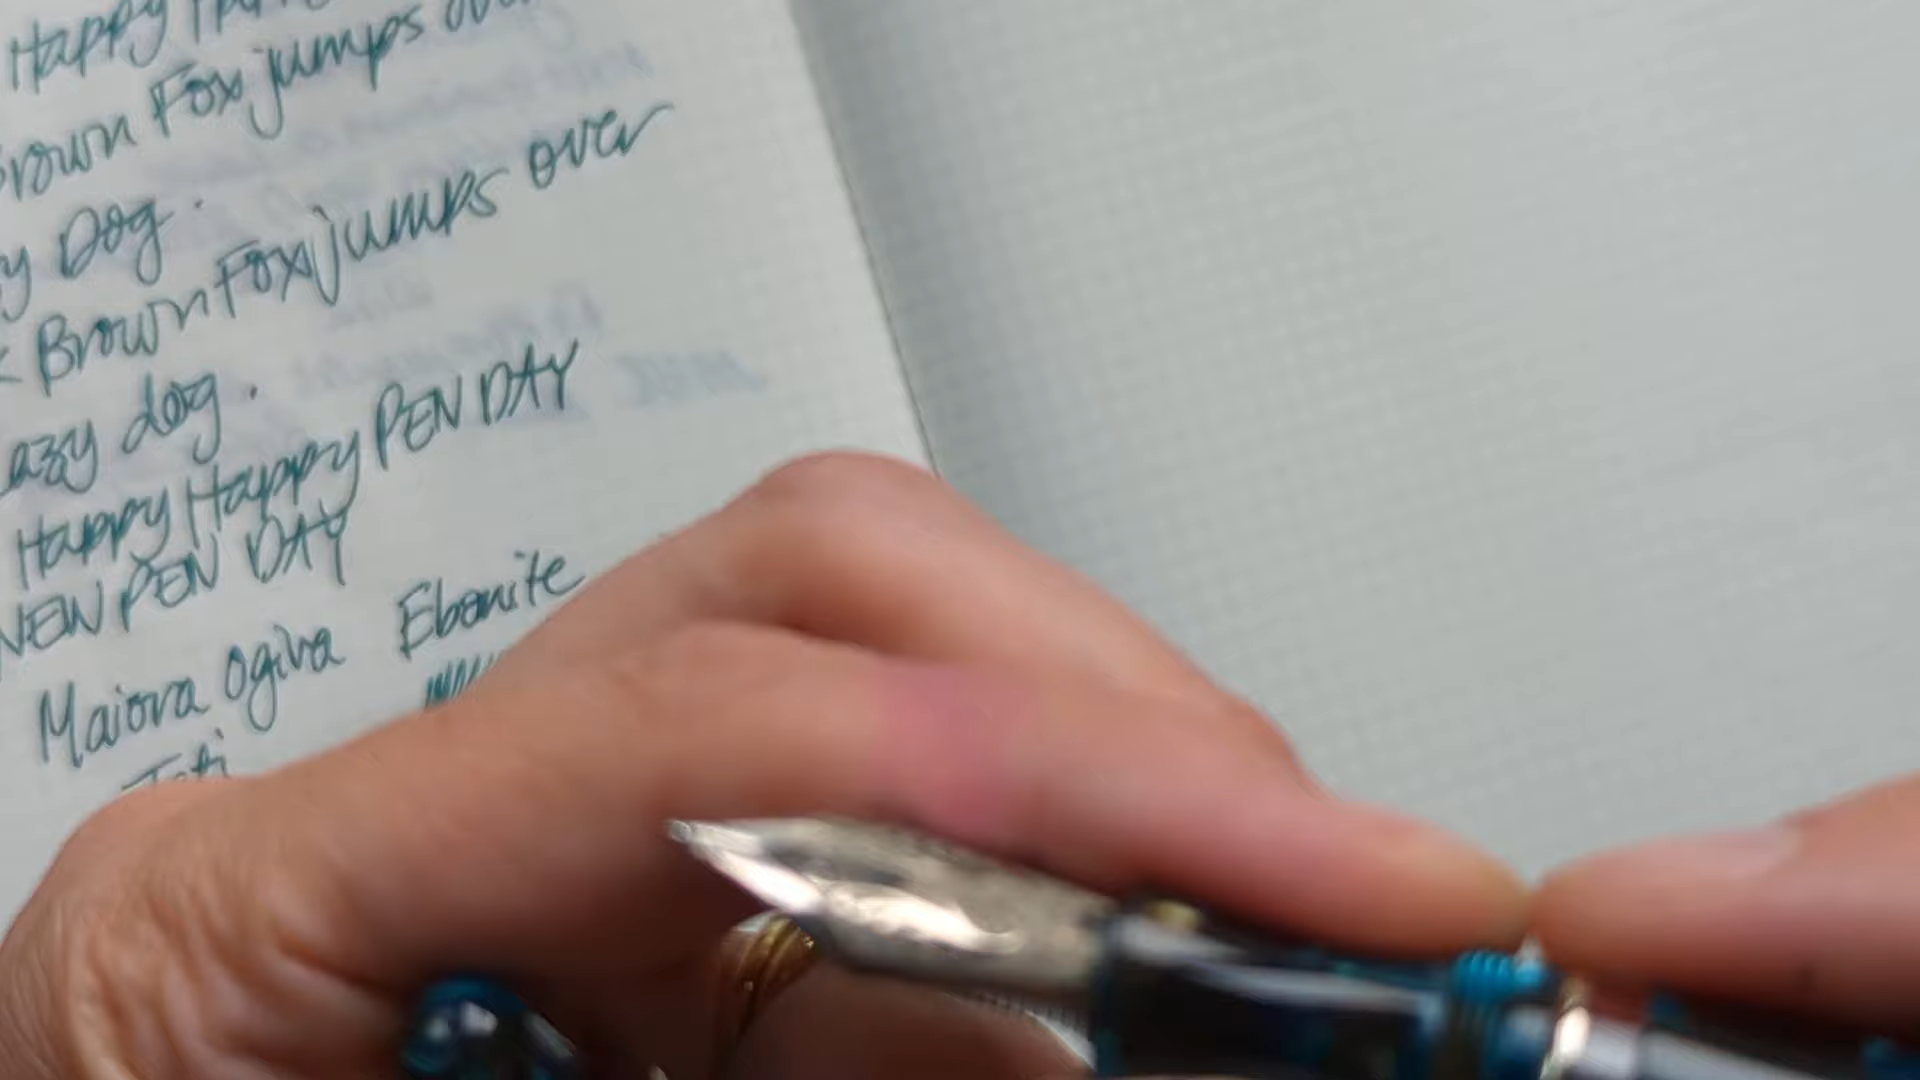 Happy
Brown Fox jumps over
y Dog.
k Brown Fox jumps over
azy dog.
Happy Happy PEN DAY
NEW PEN DAY
Maiora Ogiva Ebonite